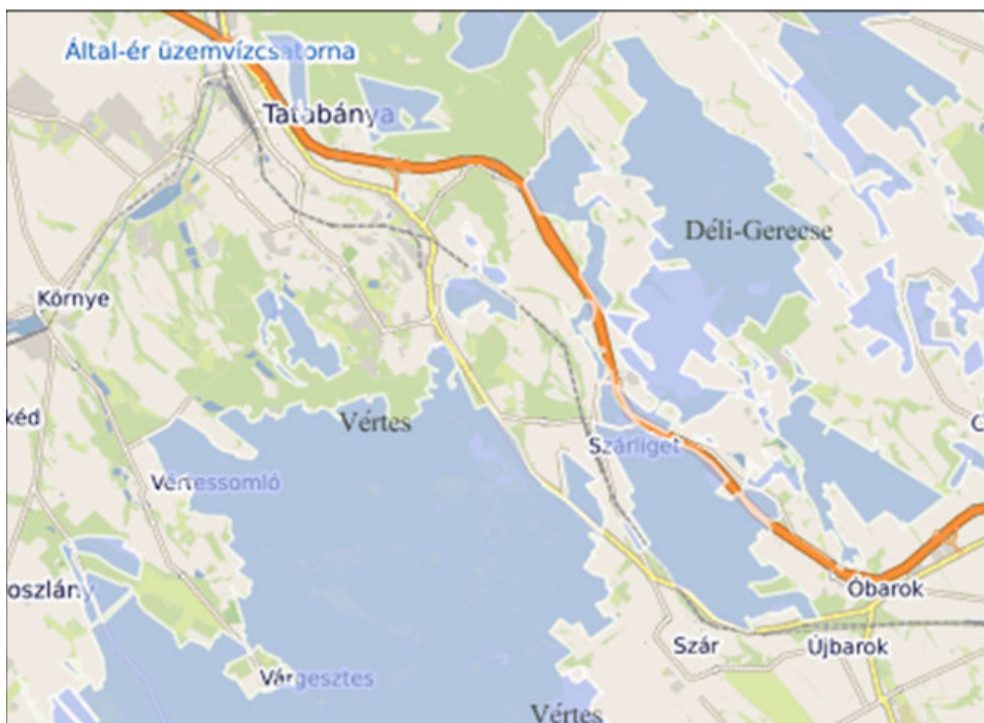 Által-ér üzemvízcsatorna
Tatabánya
Déli-Gerecse
Környe
kéd
Vértes
Szárliget
Vértessomló
oszlány
Óbarok
Szár
Újbarok
Várgesztes
Vértes